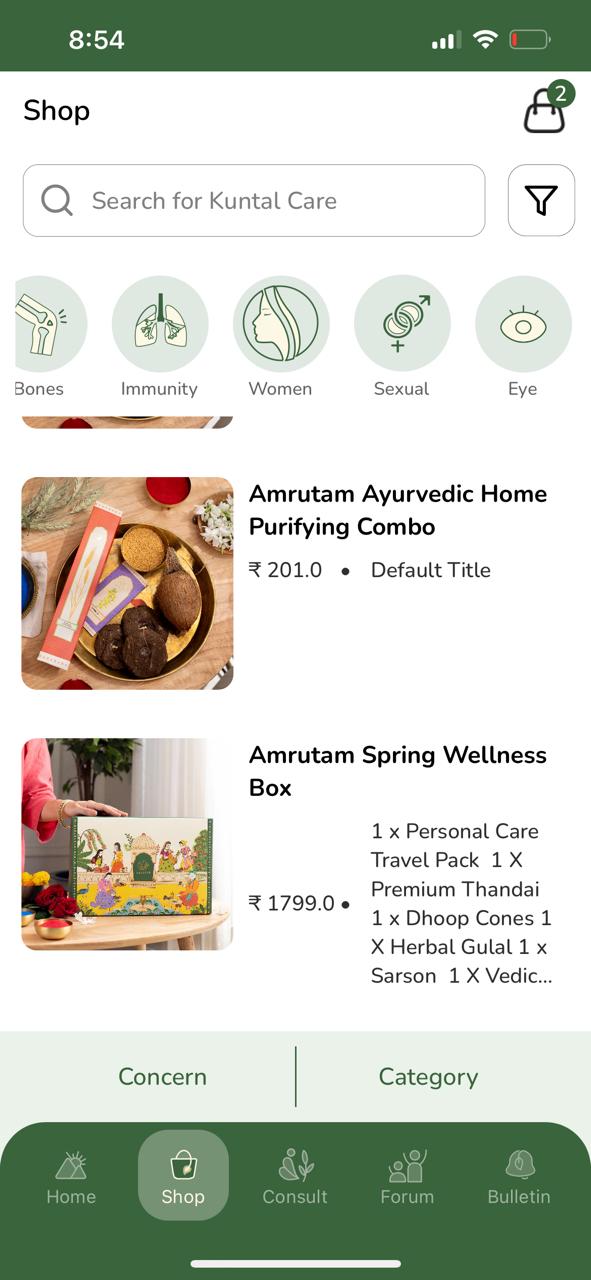 8:54
Shop
2
Search for Kuntal Care
Bones
Immunity
Women
Sexual
Eye
Amrutam Ayurvedic Home
Purifying Combo
₹ 201.0 • Default Title
Amrutam Spring Wellness
Box
₹ 1799.0 •
1 x Personal Care
Travel Pack 1 X
Premium Thandai
1 x Dhoop Cones 1
X Herbal Gulal 1 x
Sarson 1 X Vedic...
Concern
Category
Home
Shop
Consult
Forum
Bulletin